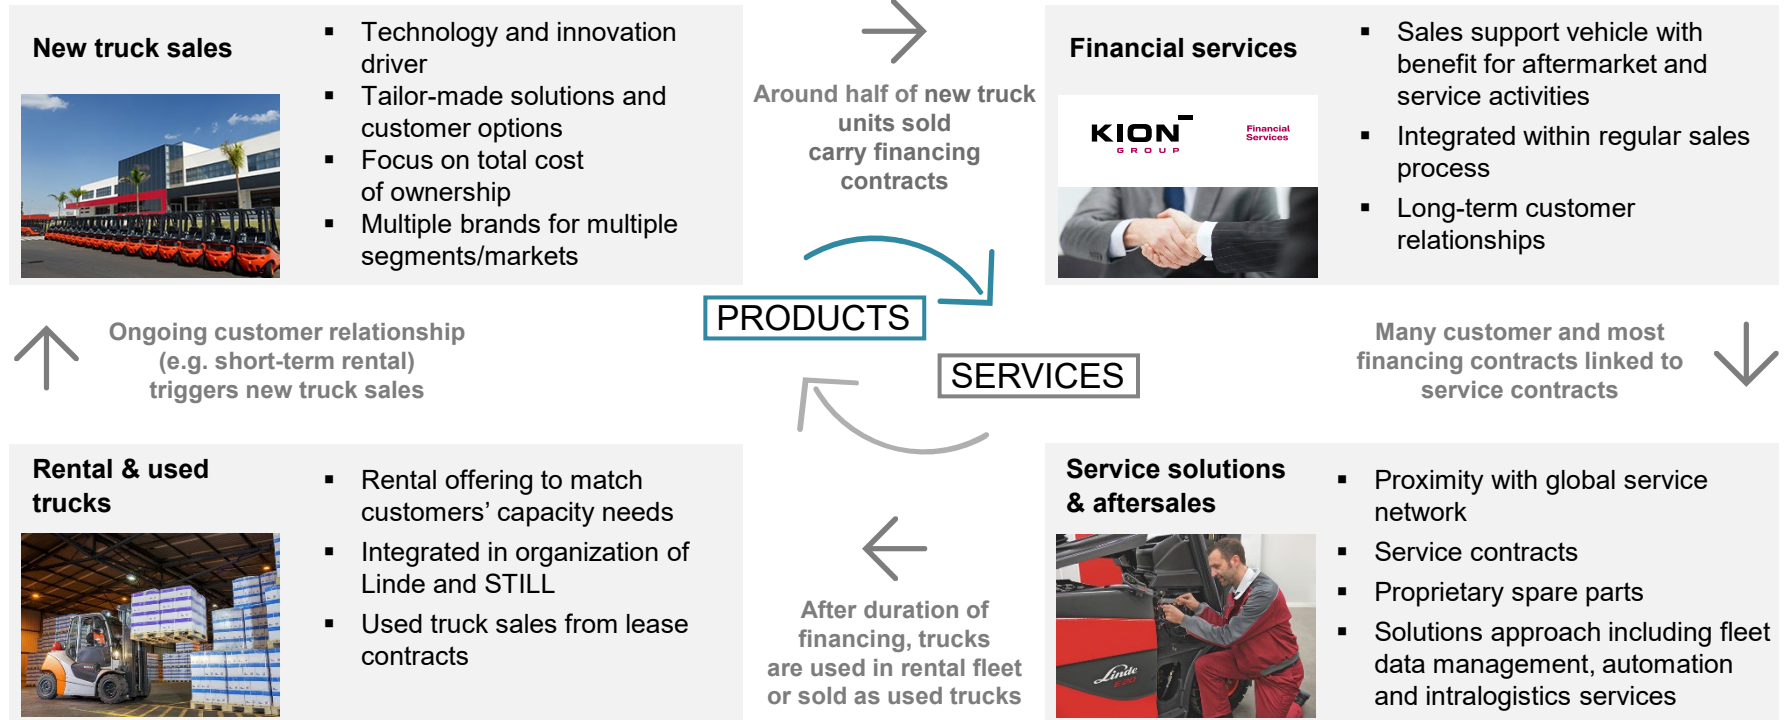 New truck sales
▪ Technology and innovation
driver
▪ Tailor-made solutions and
customer options
▪ Focus on total cost
of ownership
▪ Multiple brands for multiple
segments/markets
Around half of new truck
units sold
carry financing
contracts
Financial services
KION
GROUP
Financial
Services
▪ Sales support vehicle with
benefit for aftermarket and
service activities
▪ Integrated within regular sales
process
▪ Long-term customer
relationships
PRODUCTS
SERVICES
Ongoing customer relationship
(e.g. short-term rental)
triggers new truck sales
Many customer and most
financing contracts linked to
service contracts
Rental & used
trucks
▪ Rental offering to match
customers’ capacity needs
▪ Integrated in organization of
Linde and STILL
▪ Used truck sales from lease
contracts
After duration of
financing, trucks
are used in rental fleet
or sold as used trucks
Service solutions
& aftersales
Linde
E20
▪ Proximity with global service
network
▪ Service contracts
▪ Proprietary spare parts
▪ Solutions approach including fleet
data management, automation
and intralogistics services